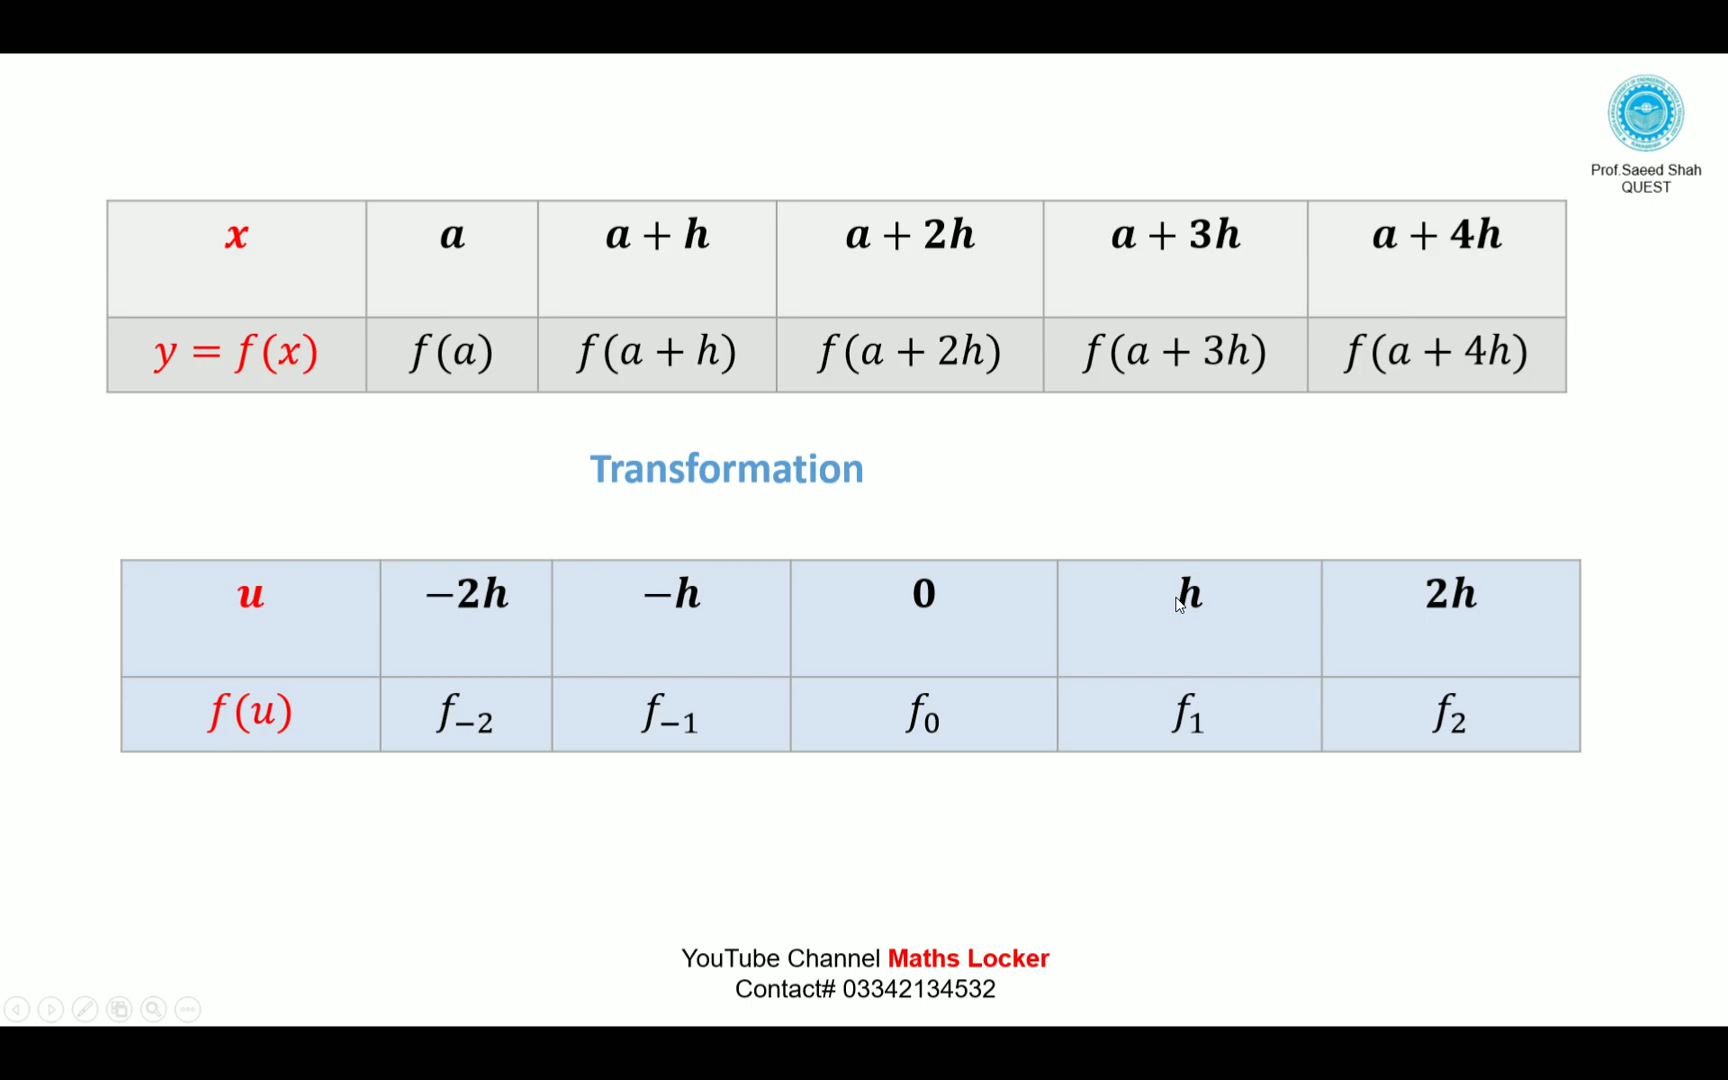 Prof.Saeed Shah
QUEST
x a a + h a + 2h a + 3h a + 4h
y = f(x) f(a) f(a + h) f(a + 2h) f(a + 3h) f(a + 4h)
Transformation
u −2h −h 0 h 2h
f(u) f₋₂ f₋₁ f₀ f₁ f₂
YouTube Channel Maths Locker
Contact# 03342134532